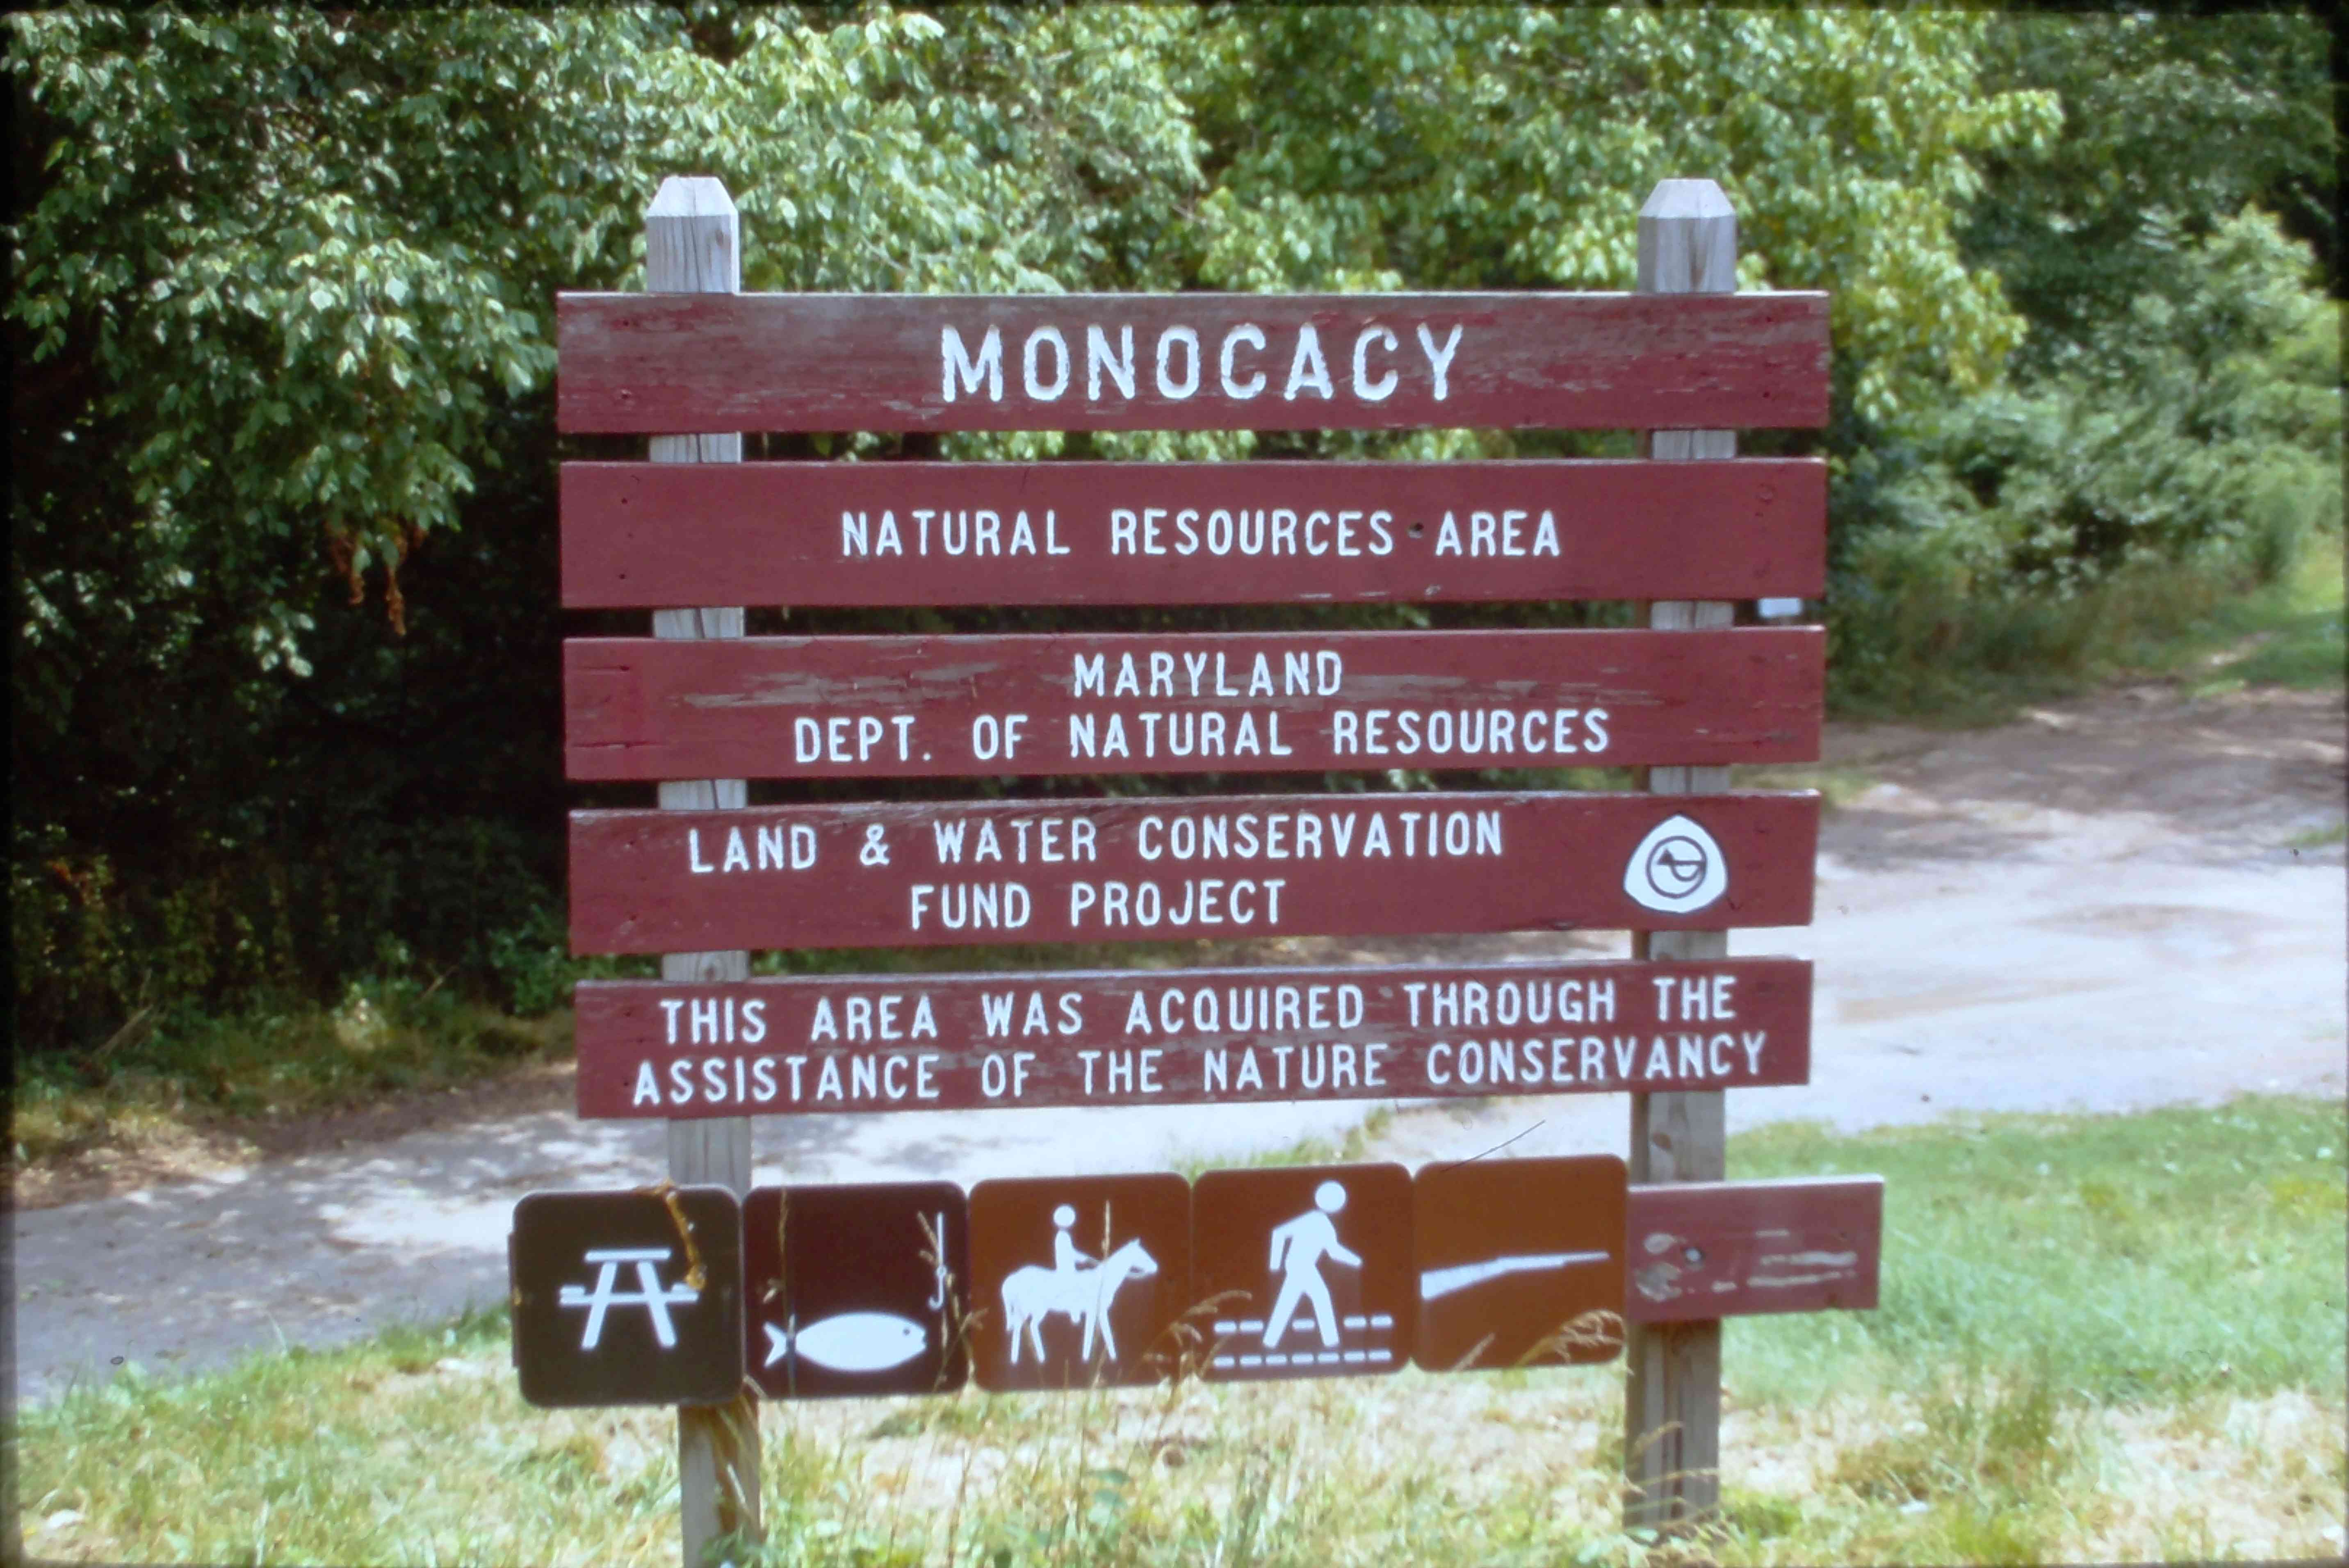 MONOCACY
NATURAL RESOURCES AREA
MARYLAND
DEPT. OF NATURAL RESOURCES
LAND & WATER CONSERVATION
FUND PROJECT
THIS AREA WAS ACQUIRED THROUGH THE
ASSISTANCE OF THE NATURE CONSERVANCY